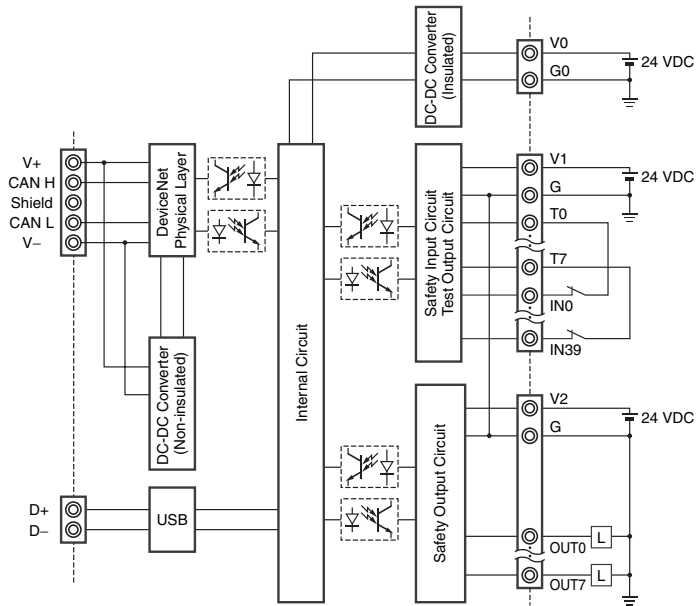 V0
G0
24 VDC
DC-DC Converter
(Insulated)
V+
CAN H
Shield
CAN L
V−
DeviceNet
Physical Layer
DC-DC Converter
(Non-insulated)
D+
D−
USB
Internal Circuit
Safety Input Circuit
Test Output Circuit
V1
G
24 VDC
T0
T7
IN0
IN39
Safety Output Circuit
V2
G
24 VDC
OUT0
L
OUT7
L